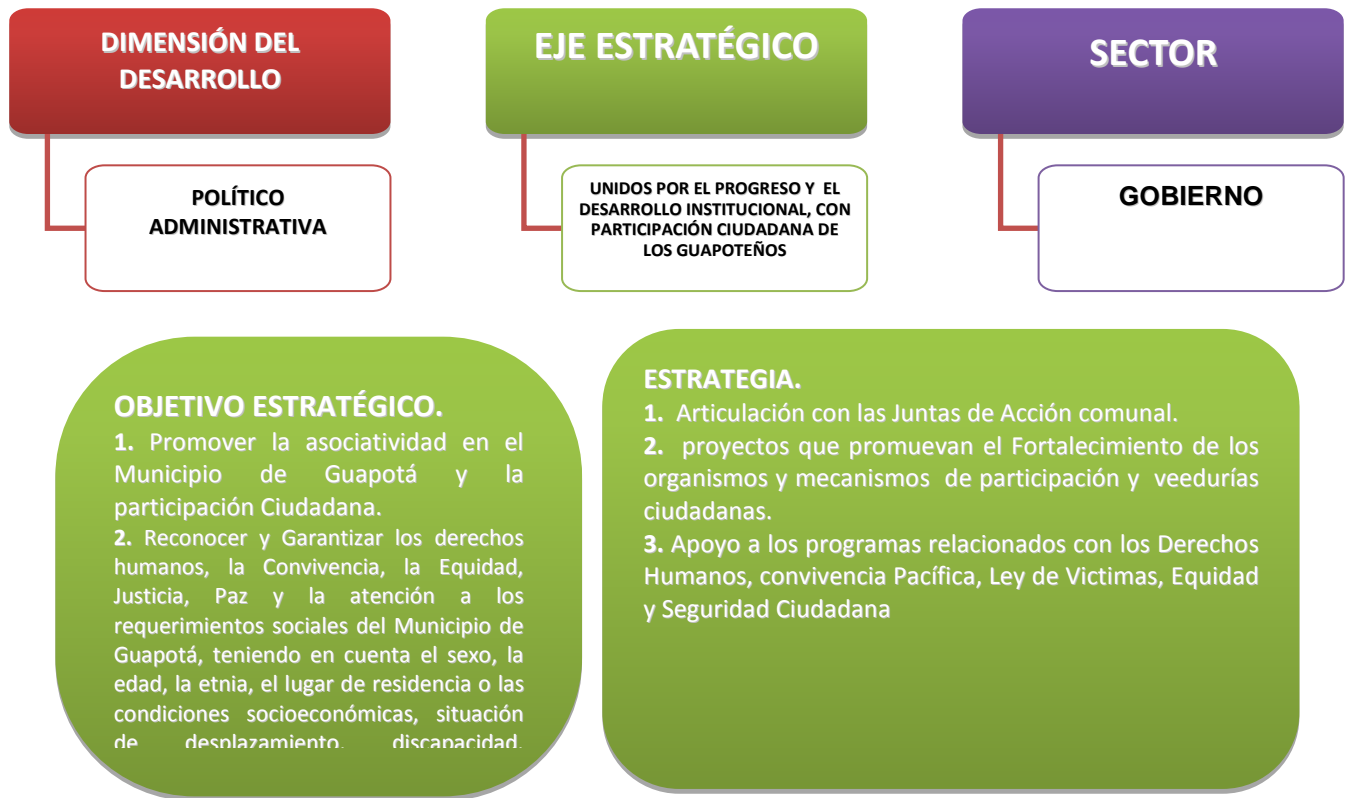 DIMENSIÓN DEL
DESARROLLO
POLÍTICO
ADMINISTRATIVA
EJE ESTRATÉGICO
UNIDOS POR EL PROGRESO Y EL
DESARROLLO INSTITUCIONAL, CON
PARTICIPACIÓN CIUDADANA DE
LOS GUAPOTEÑOS
SECTOR
GOBIERNO
OBJETIVO ESTRATÉGICO.
1. Promover la asociatividad en el
Municipio de Guapotá y la
participación Ciudadana.
2. Reconocer y Garantizar los derechos
humanos, la Convivencia, la Equidad,
Justicia, Paz y la atención a los
requerimientos sociales del Municipio de
Guapotá, teniendo en cuenta el sexo, la
edad, la etnia, el lugar de residencia o las
condiciones socioeconómicas, situación
de desplazamiento, discapacidad,
ESTRATEGIA.
1. Articulación con las Juntas de Acción comunal.
2. proyectos que promuevan el Fortalecimiento de los
organismos y mecanismos de participación y veedurías
ciudadanas.
3. Apoyo a los programas relacionados con los Derechos
Humanos, convivencia Pacífica, Ley de Victimas, Equidad
y Seguridad Ciudadana